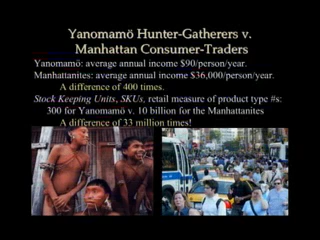 Yanomamö Hunter-Gatherers v.
Manhattan Consumer-Traders
Yanomamö: average annual income $90/person/year.
Manhattanites: average annual income $36,000/person/year.
A difference of 400 times.
Stock Keeping Units, SKUs, retail measure of product type #s:
300 for Yanomamö v. 10 billion for the Manhattanites
A difference of 33 million times!